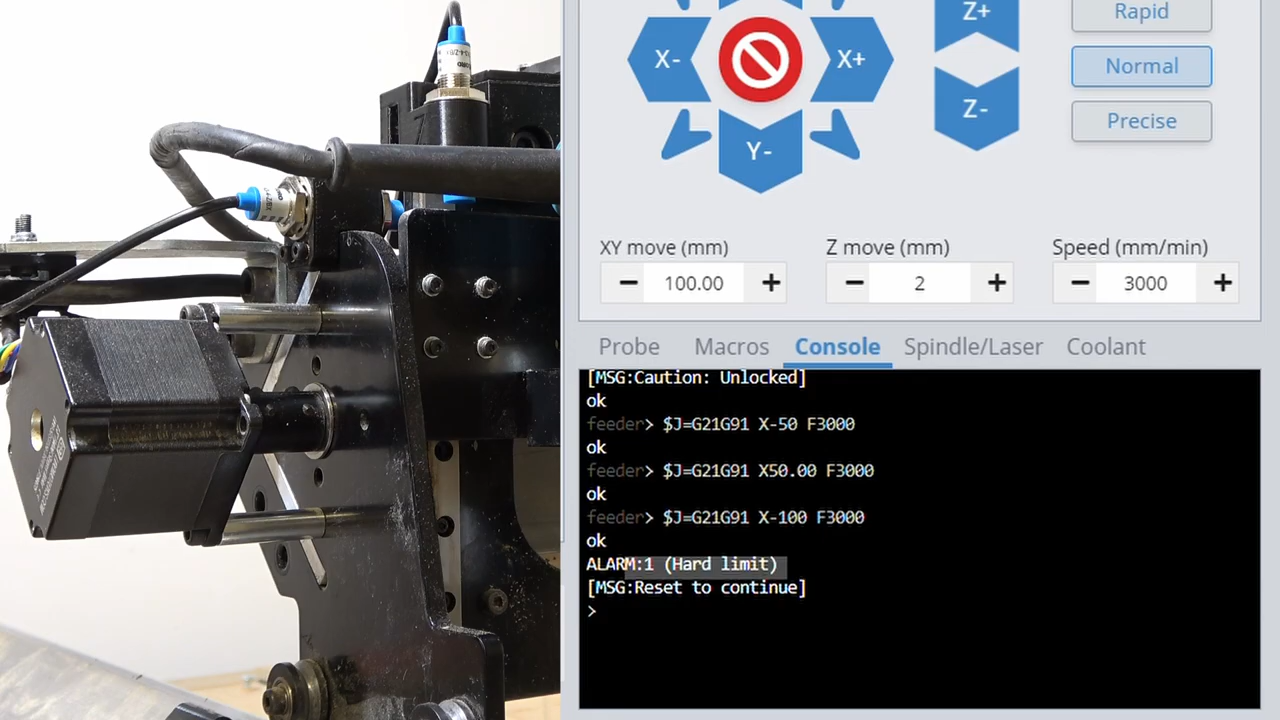 Z+
Rapid
X-
X+
Normal
Z-
Precise
Y-
XY move (mm)
Z move (mm)
Speed (mm/min)
− 100.00 +
− 2 +
− 3000 +
Probe Macros Console Spindle/Laser Coolant
[MSG:Caution: Unlocked]
ok
feeder> $J=G21G91 X-50 F3000
ok
feeder> $J=G21G91 X50.00 F3000
ok
feeder> $J=G21G91 X-100 F3000
ok
ALARM:1 (Hard limit)
[MSG:Reset to continue]
>